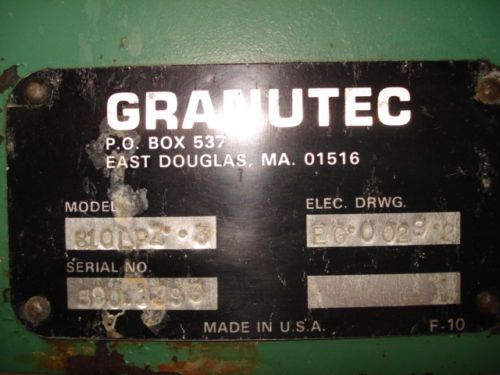 GRANUTEC
P.O. BOX 537
EAST DOUGLAS, MA. 01516
MODEL
ELEC. DRWG.
SERIAL NO.
MADE IN U.S.A.
F-10